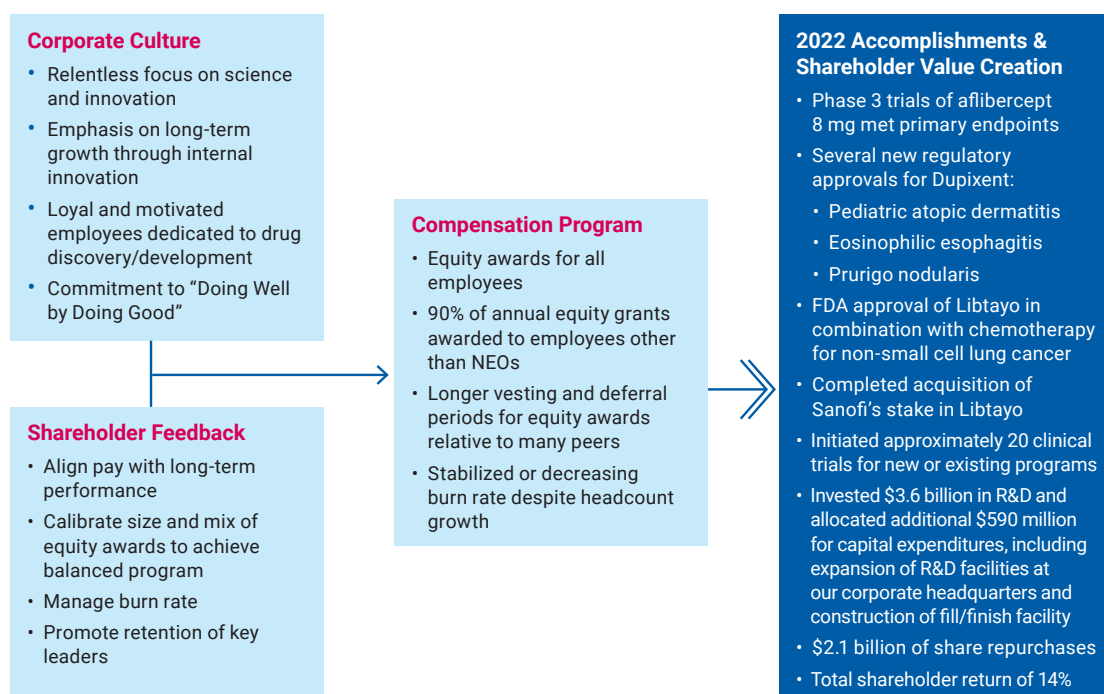 Corporate Culture
• Relentless focus on science
and innovation
• Emphasis on long-term
growth through internal
innovation
• Loyal and motivated
employees dedicated to drug
discovery/development
• Commitment to “Doing Well
by Doing Good”
Shareholder Feedback
• Align pay with long-term
performance
• Calibrate size and mix of
equity awards to achieve
balanced program
• Manage burn rate
• Promote retention of key
leaders
Compensation Program
• Equity awards for all
employees
• 90% of annual equity grants
awarded to employees other
than NEOs
• Longer vesting and deferral
periods for equity awards
relative to many peers
• Stabilized or decreasing
burn rate despite headcount
growth
2022 Accomplishments &
Shareholder Value Creation
• Phase 3 trials of aflibercept
8 mg met primary endpoints
• Several new regulatory
approvals for Dupixent:
• Pediatric atopic dermatitis
• Eosinophilic esophagitis
• Prurigo nodularis
• FDA approval of Libtayo in
combination with chemotherapy
for non-small cell lung cancer
• Completed acquisition of
Sanofi’s stake in Libtayo
• Initiated approximately 20 clinical
trials for new or existing programs
• Invested $3.6 billion in R&D and
allocated additional $590 million
for capital expenditures, including
expansion of R&D facilities at
our corporate headquarters and
construction of fill/finish facility
• $2.1 billion of share repurchases
• Total shareholder return of 14%